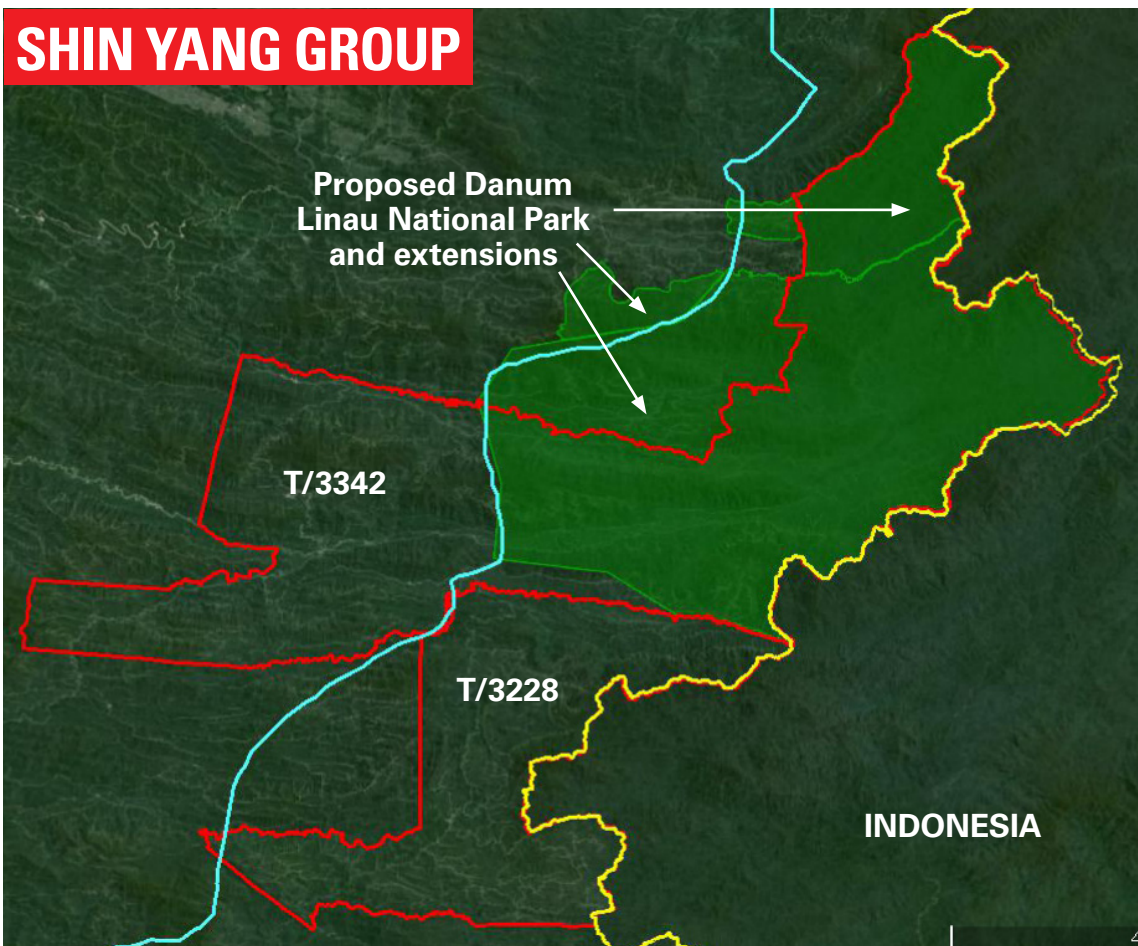 SHIN YANG GROUP
Proposed Danum
Linau National Park
and extensions
T/3342
T/3228
INDONESIA